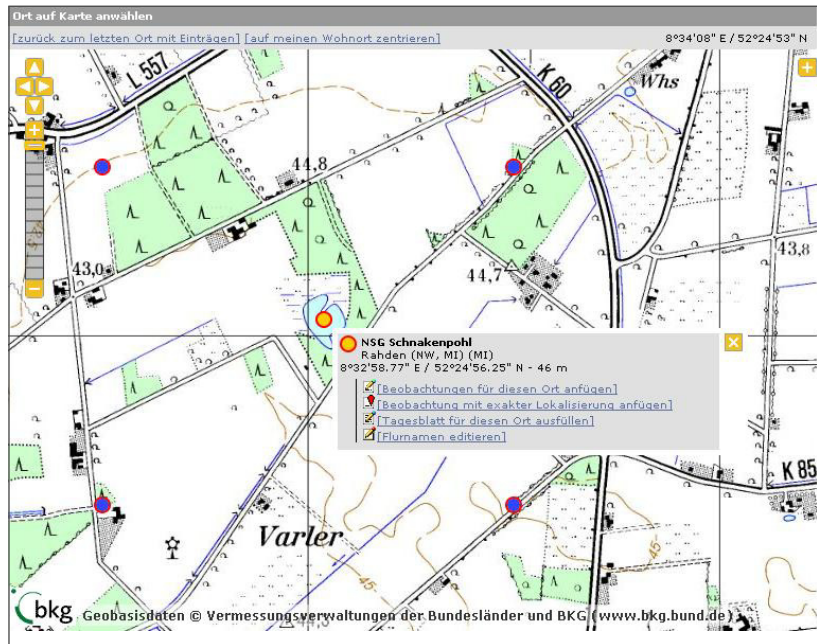 Ort auf Karte anwählen
[zurück zum letzten Ort mit Einträgen] [auf meinen Wohnort zentrieren] 8°34'08" E / 52°24'53" N
L 557
K 60
Whs
44,8
43,0
44,7
43,8
NSG Schnakenpohl
Rahden (NW, MI) (MI)
8°32'58.77" E / 52°24'56.25" N - 46 m
[Beobachtungen für diesen Ort anfügen]
[Beobachtung mit exakter Lokalisierung anfügen]
[Tagesblatt für diesen Ort ausfüllen]
[Flurnamen editieren]
K 85
Varler
45
45
bkg Geobasisdaten © Vermessungsverwaltungen der Bundesländer und BKG (www.bkg.bund.de)